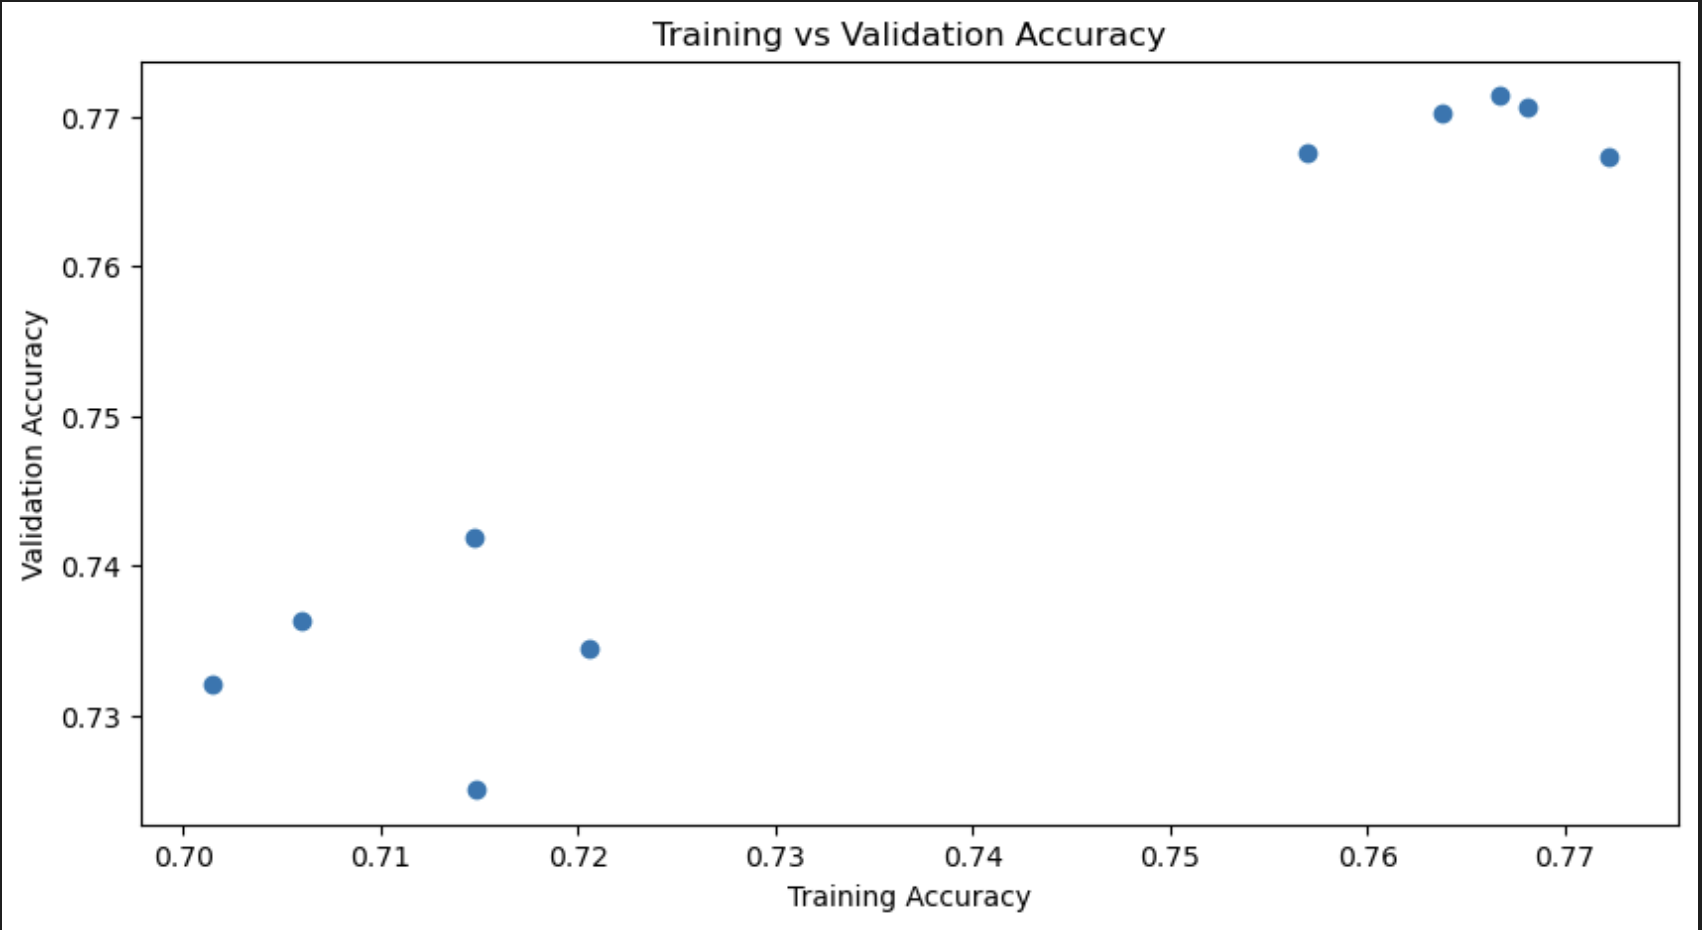 Training vs Validation Accuracy
0.77
0.76
0.75
0.74
0.73
Validation Accuracy
0.70 0.71 0.72 0.73 0.74 0.75 0.76 0.77
Training Accuracy